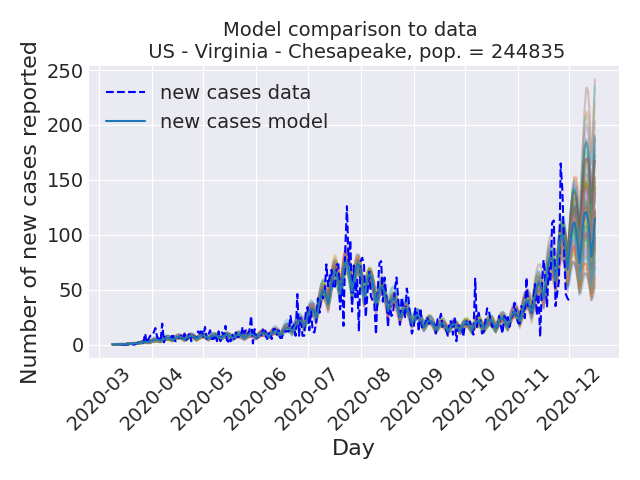 Model comparison to data
US - Virginia - Chesapeake, pop. = 244835
Number of new cases reported
250
200
150
100
50
0
new cases data
new cases model
2020-03
2020-04
2020-05
2020-06
2020-07
2020-08
2020-09
2020-10
2020-11
2020-12
Day